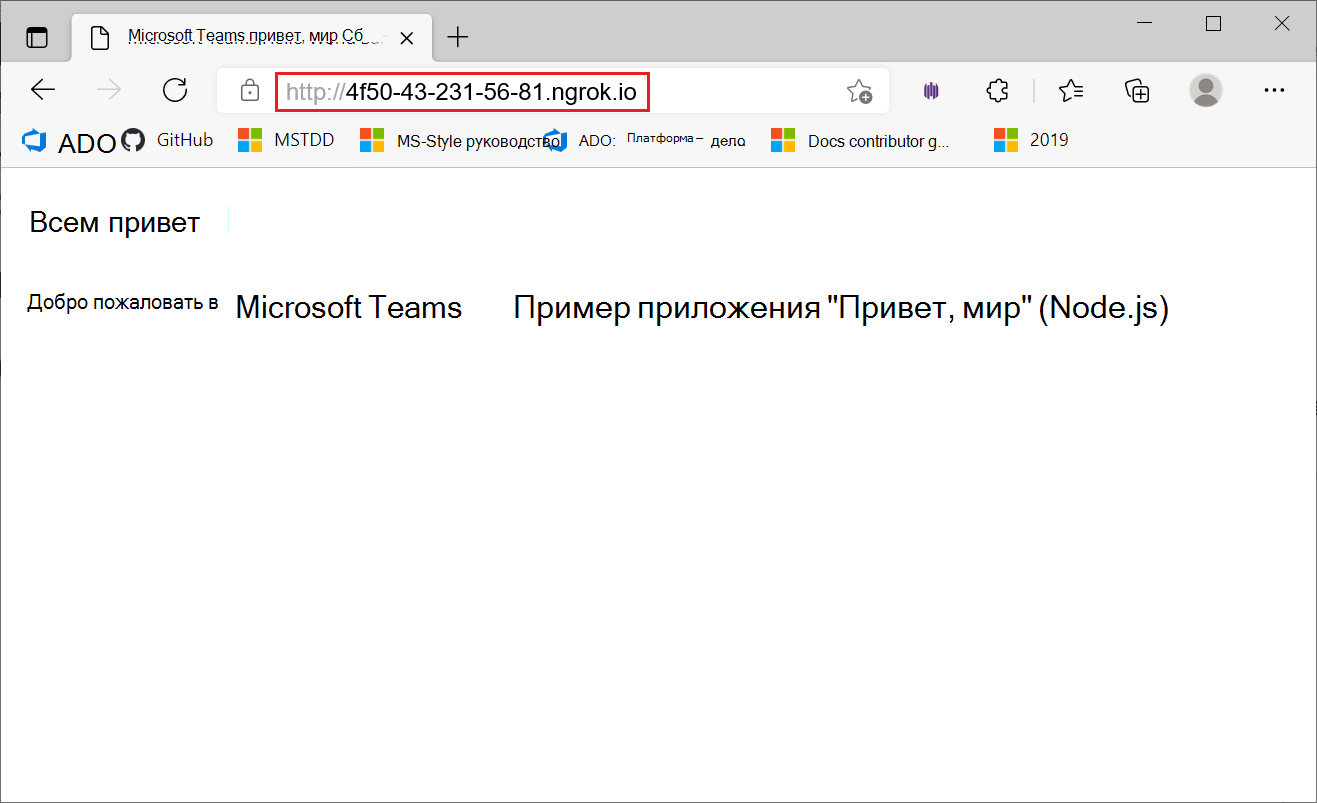 Microsoft Teams привет, мир Сб
http://4f50-43-231-56-81.ngrok.io
ADO GitHub MSTDD MS-Style руководство ADO: Платформа – дела Docs contributor g... 2019
Всем привет
Добро пожаловать в Microsoft Teams Пример приложения "Привет, мир" (Node.js)